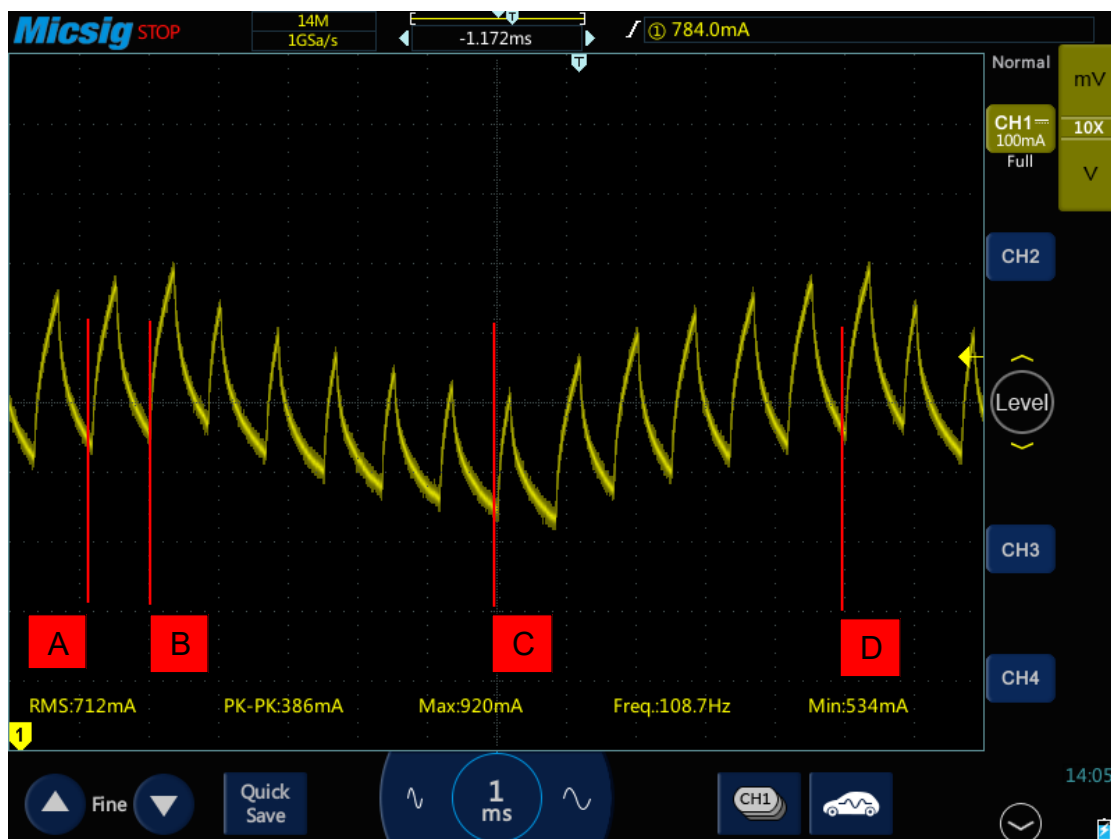 Micsig STOP
14M
1GSa/s
T
-1.172ms
① 784.0mA
T
Normal
mV
CH1
100mA
10X
Full
V
CH2
Level
CH3
A
B
C
D
CH4
RMS:712mA PK-PK:386mA Max:920mA Freq.:108.7Hz Min:534mA
1
14:05
Fine
Quick
Save
1
ms
CH1